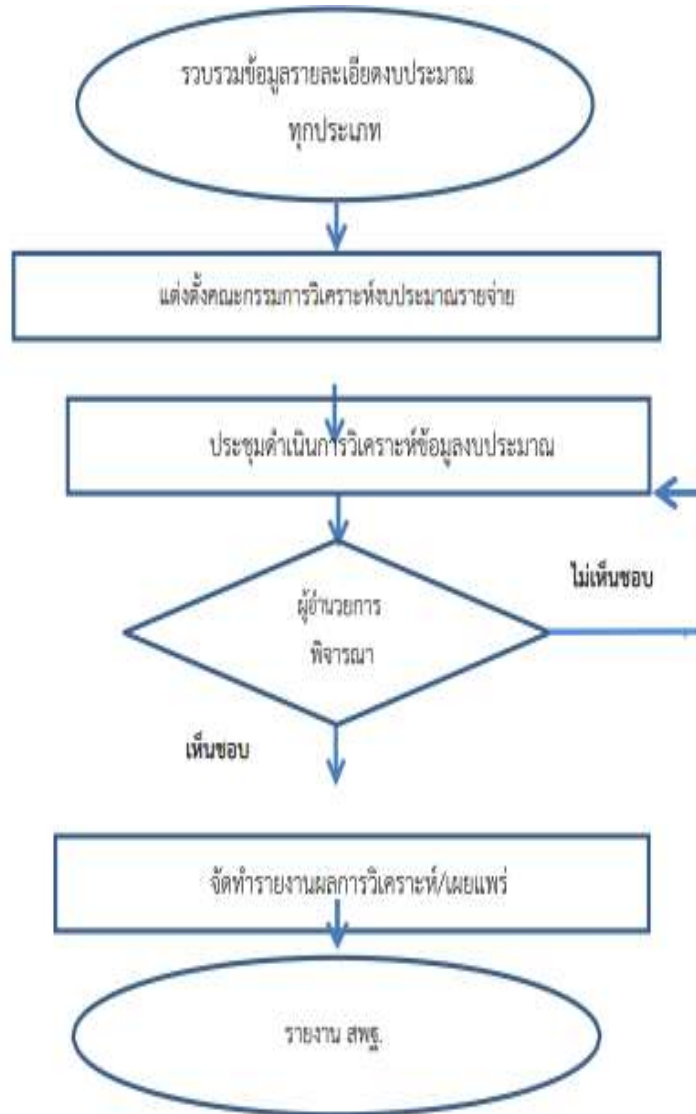 รวบรวมข้อมูลรายละเอียดงบประมาณ
ทุกประเภท
แต่งตั้งคณะกรรมการวิเคราะห์งบประมาณรายจ่าย
ประชุมดำเนินการวิเคราะห์ข้อมูลงบประมาณ
ผู้อำนวยการ
พิจารณา
ไม่เห็นชอบ
เห็นชอบ
จัดทำรายงานผลการวิเคราะห์/เผยแพร่
รายงาน สพฐ.